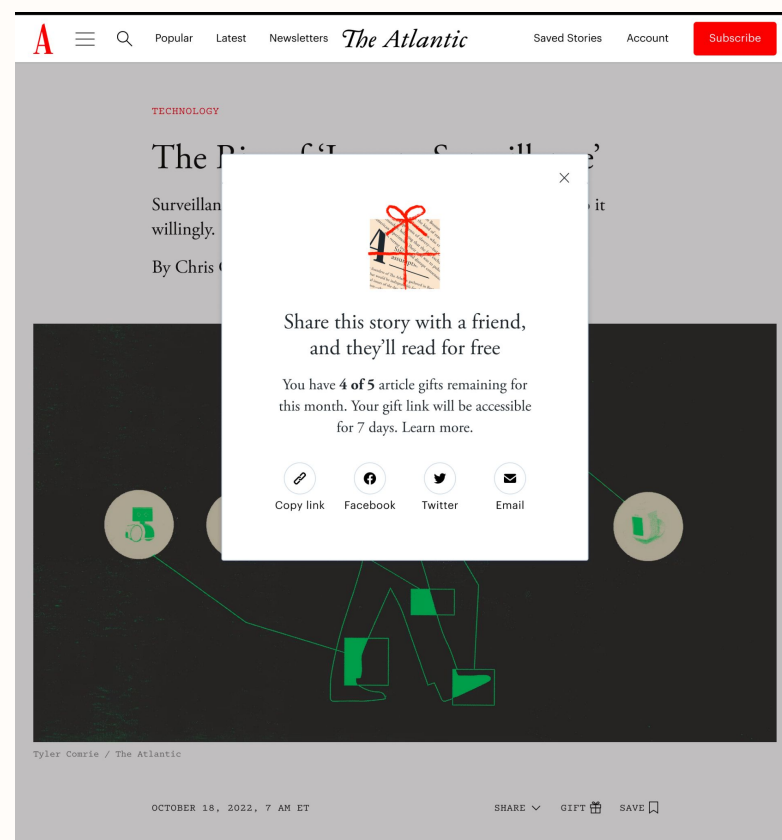 A Popular Latest Newsletters The Atlantic Saved Stories Account Subscribe
TECHNOLOGY
The
Surveillan it
willingly.
By Chris
Share this story with a friend,
and they’ll read for free
You have 4 of 5 article gifts remaining for
this month. Your gift link will be accessible
for 7 days. Learn more.
Copy link Facebook Twitter Email
Tyler Comrie / The Atlantic
OCTOBER 18, 2022, 7 AM ET SHARE GIFT SAVE